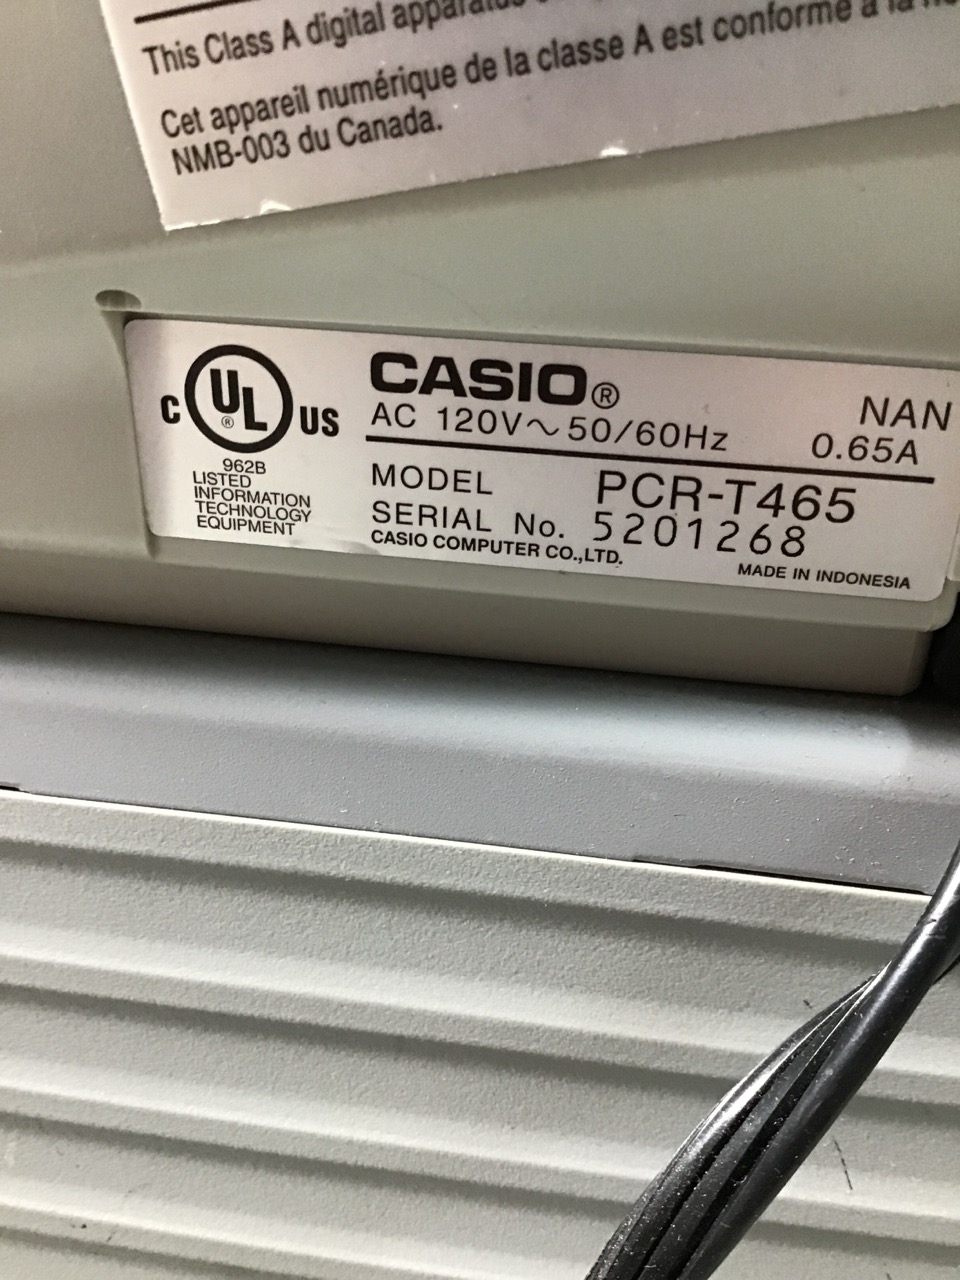 This Class A digital apparatus
Cet appareil numérique de la classe A est conforme à la
NMB-003 du Canada.
C UL® US
962B
LISTED
INFORMATION
TECHNOLOGY
EQUIPMENT
CASIO® NAN
AC 120V~50/60Hz 0.65A
MODEL PCR-T465
SERIAL No. 5201268
CASIO COMPUTER CO.,LTD.
MADE IN INDONESIA